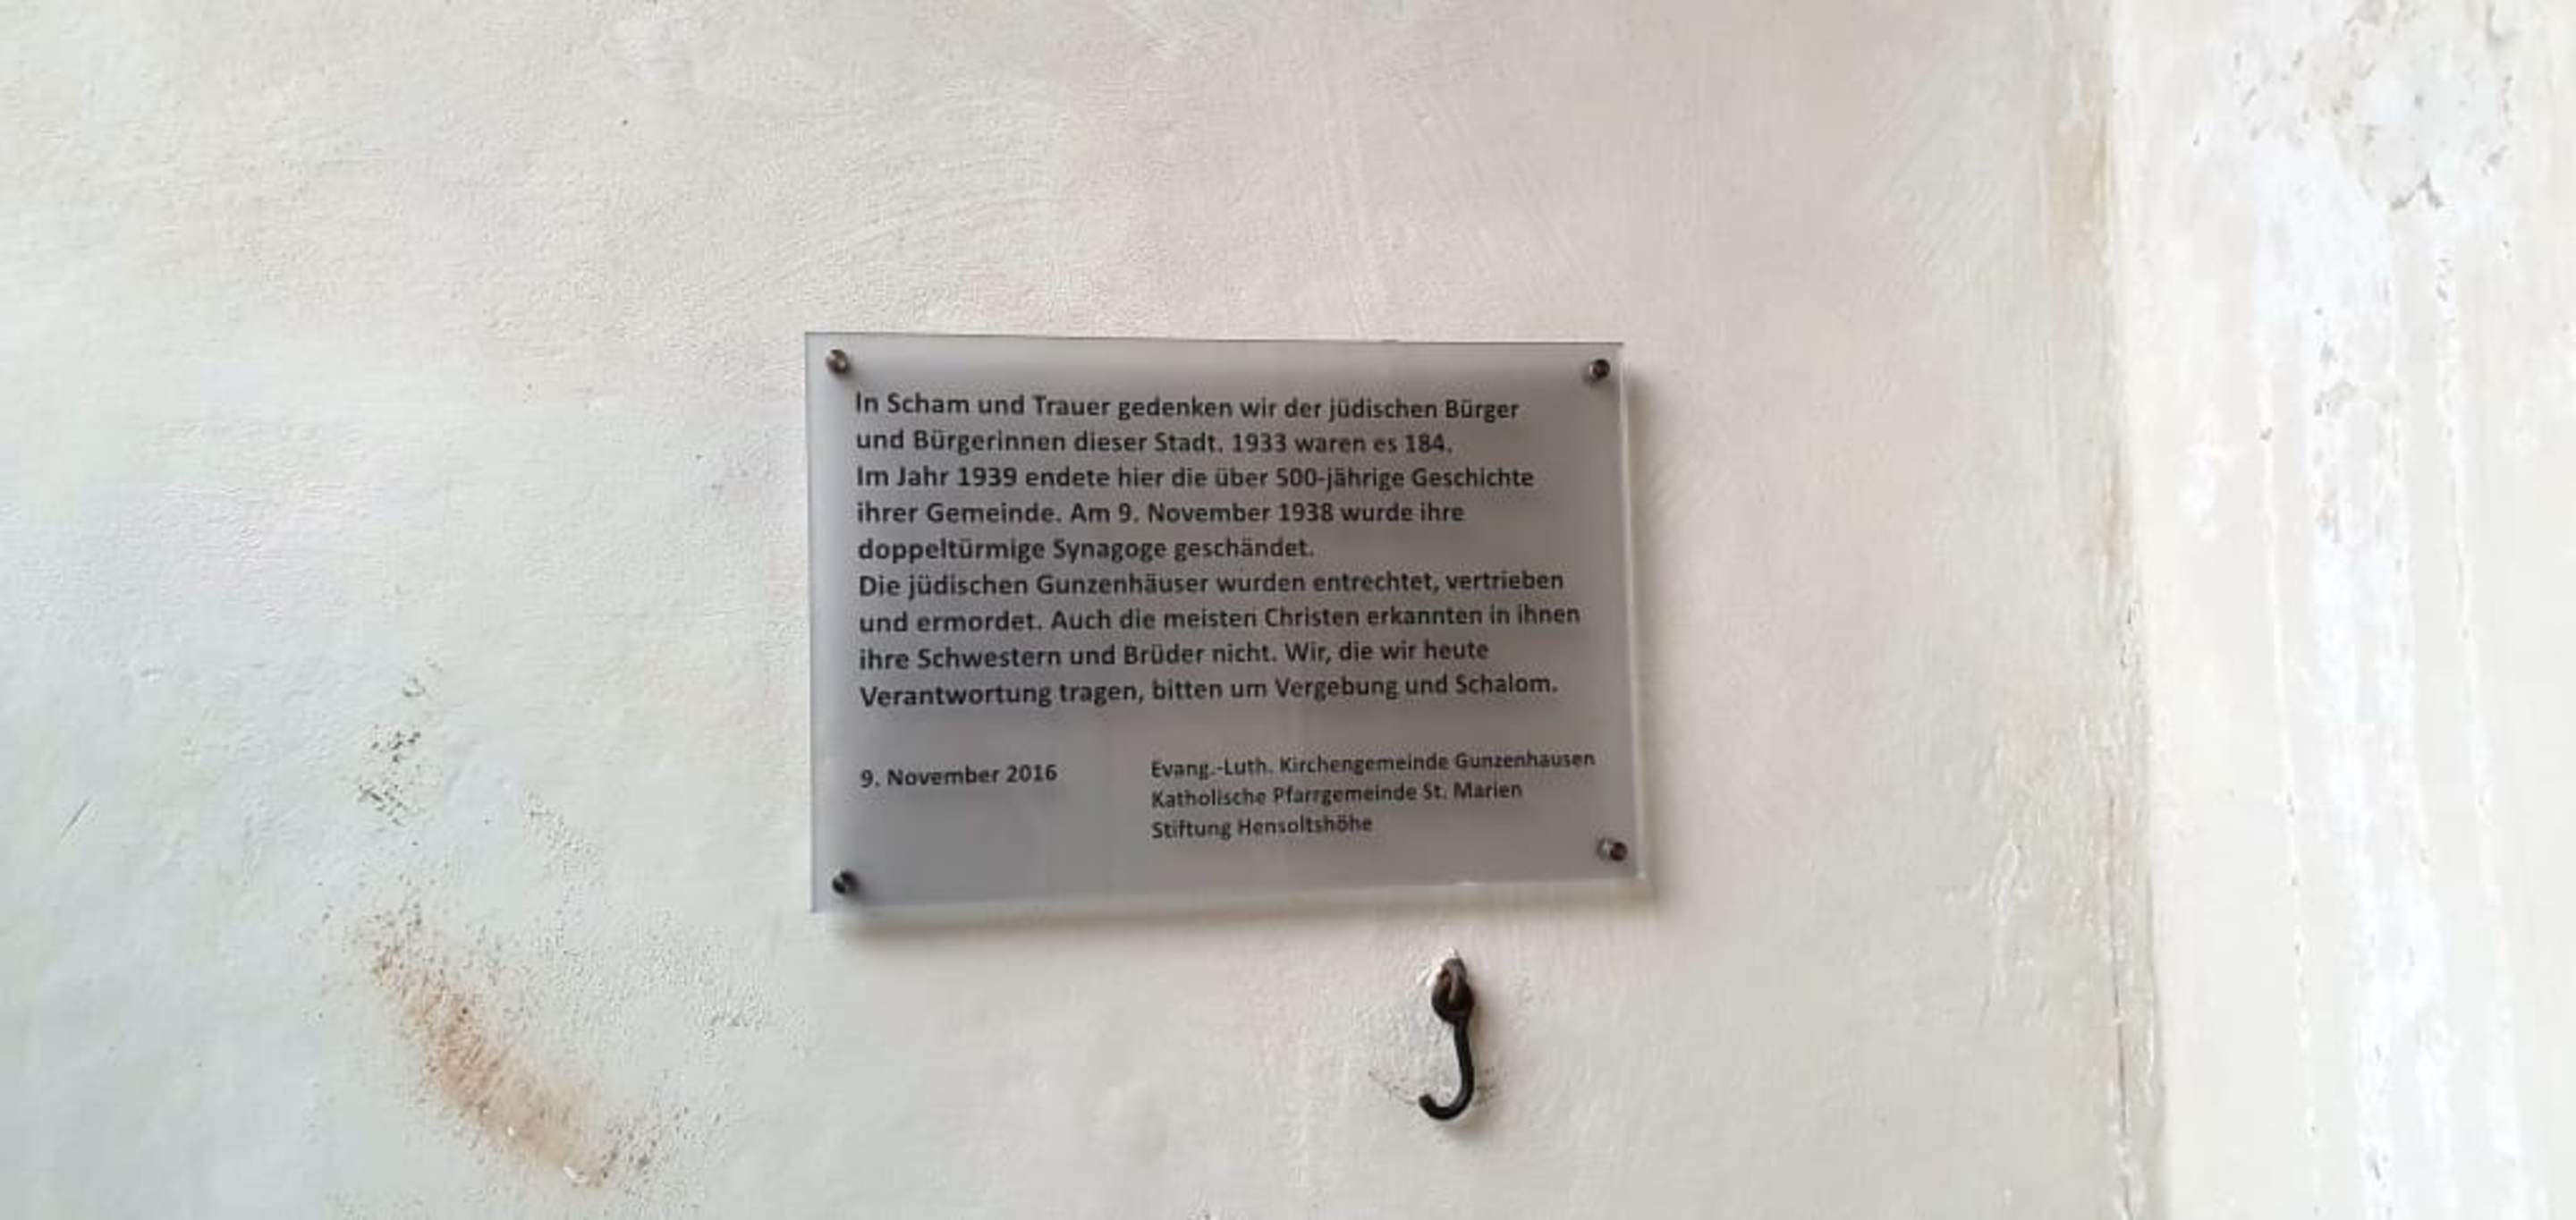 In Scham und Trauer gedenken wir der jüdischen Bürger
und Bürgerinnen dieser Stadt. 1933 waren es 184.
Im Jahr 1939 endete hier die über 500-jährige Geschichte
ihrer Gemeinde. Am 9. November 1938 wurde ihre
doppeltürmige Synagoge geschändet.
Die jüdischen Gunzenhäuser wurden entrechtet, vertrieben
und ermordet. Auch die meisten Christen erkannten in ihnen
ihre Schwestern und Brüder nicht. Wir, die wir heute
Verantwortung tragen, bitten um Vergebung und Schalom.
9. November 2016
Evang.-Luth. Kirchengemeinde Gunzenhausen
Katholische Pfarrgemeinde St. Marien
Stiftung Hensoltshöhe